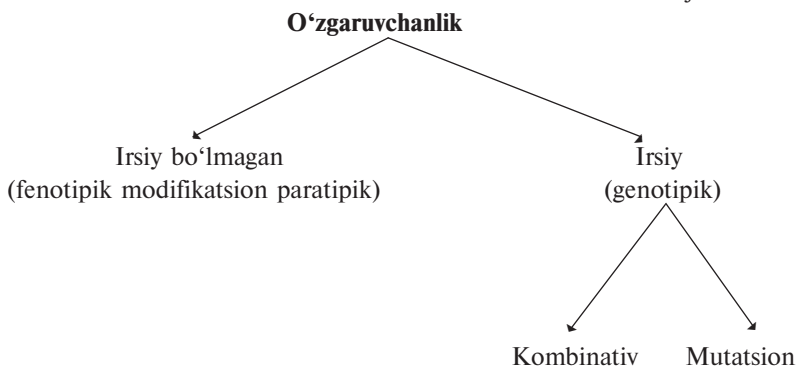 O‘zgaruvchanlik
Irsiy bo‘lmagan
(fenotipik modifikatsion paratipik)
Irsiy
(genotipik)
Kombinativ
Mutatsion